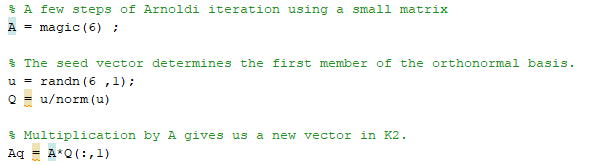 % A few steps of Arnoldi iteration using a small matrix
A = magic(6) ;
% The seed vector determines the first member of the orthonormal basis.
u = randn(6 ,1);
Q = u/norm(u)
% Multiplication by A gives us a new vector in K2.
Aq = A*Q(:,1)